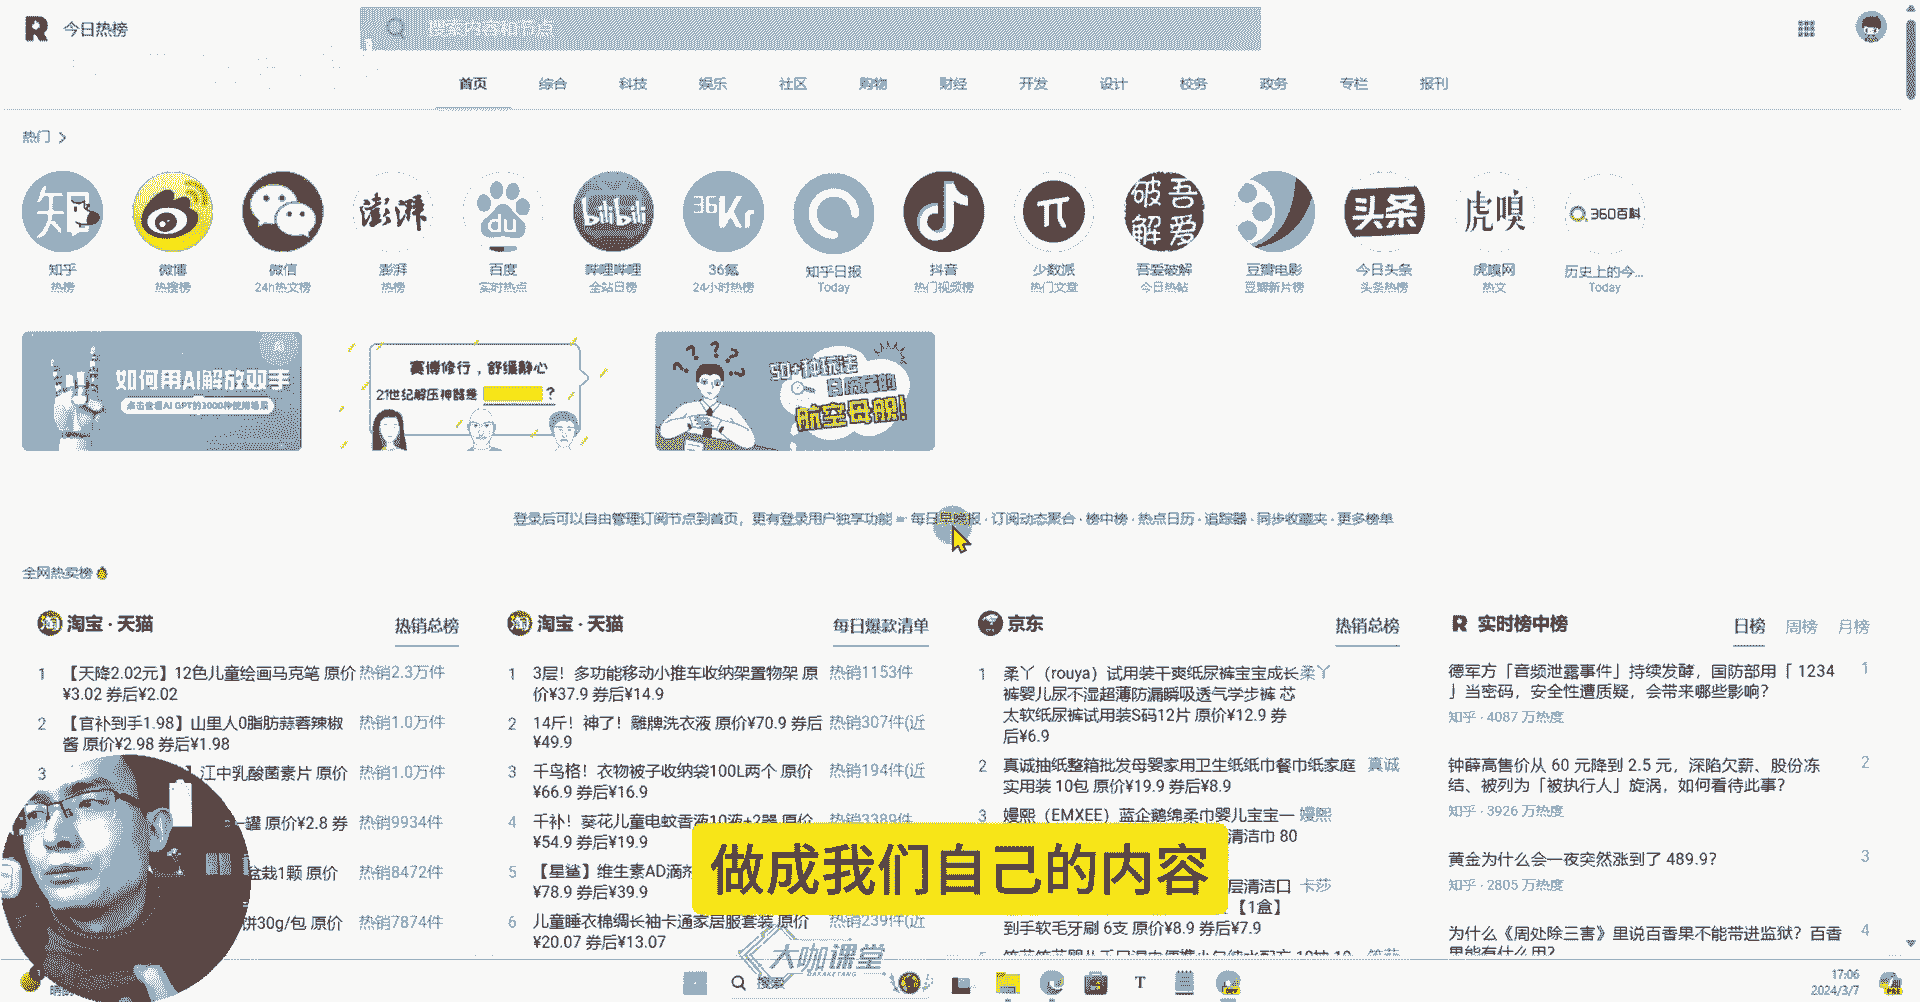 今日热榜
搜索内容和节点
首页 综合 科技 娱乐 社区 购物 财经 开发 设计 校务 政务 专栏 报刊
热门
知乎 微博 微信 澎湃 百度 哔哩哔哩 36氪 知乎日报 抖音 少数派 吾爱破解 豆瓣电影 今日头条 虎嗅网 历史上的今...
热榜 热搜榜 24h热文榜 热榜 实时热点 全站日榜 24小时热榜 Today 热门视频榜 热门文章 今日热帖 豆瓣新片榜 头条热榜 热文 Today
如何用AI解放双手
点击查看AI GPT的3000种使用场景
赛博修行，舒缓静心
21世纪解压神器是 ？
50+种玩法
日历届的
航空母舰!
登录后可以自由管理订阅节点到首页，更有登录用户独享功能 - 每日早晚报 · 订阅动态聚合 · 榜中榜 · 热点日历 · 追踪器 · 同步收藏夹 · 更多榜单
全网热卖榜
淘宝 · 天猫 热销总榜
1 【天降2.02元】12色儿童绘画马克笔 原价 热销2.3万件
¥3.02 券后¥2.02
2 【官补到手1.98】山里人0脂肪蒜蓉辣椒 热销1.0万件
酱 原价¥2.98 券后¥1.98
3 江中乳酸菌素片 原价 热销1.0万件
一罐 原价¥2.8 券 热销9934件
盆栽1颗 原价 热销8472件
饼30g/包 原价 热销7874件
淘宝 · 天猫 每日爆款清单
1 3层！多功能移动小推车收纳架置物架 原 热销1153件
价¥37.9 券后¥14.9
2 14斤！神了！雕牌洗衣液 原价¥70.9 券后 热销307件(近
¥49.9
3 千鸟格！衣物被子收纳袋100L两个 原价 热销194件(近
¥66.9 券后¥16.9
4 千补！葵花儿童电蚊香液10液+2器 原价 热销3389件
¥54.9 券后¥19.9
5 【星鲨】维生素AD滴剂
¥78.9 券后¥39.9
6 儿童睡衣棉绸长袖卡通家居服套装 原价 热销239件(近
¥20.07 券后¥13.07
京东 热销总榜
1 柔丫（rouya）试用装干爽纸尿裤宝宝成长 柔丫
裤婴儿尿不湿超薄防漏瞬吸透气学步裤 芯
太软纸尿裤试用装S码12片 原价¥12.9 券
后¥6.9
2 真诚抽纸整箱批发母婴家用卫生纸纸巾餐巾纸家庭 真诚
实用装 10包 原价¥19.9 券后¥8.9
3 嫚熙（EMXEE）蓝企鹅绵柔巾婴儿宝宝一 嫚熙
清洁巾 80
层清洁口 卡莎
【1盒】
到手软毛牙刷 6支 原价¥8.9 券后¥7.9
实时榜中榜 日榜 周榜 月榜
德军方「音频泄露事件」持续发酵，国防部用「 1234 1
」当密码，安全性遭质疑，会带来哪些影响？
知乎 · 4087 万热度
钟薛高售价从 60 元降到 2.5 元，深陷欠薪、股份冻 2
结、被列为「被执行人」旋涡，如何看待此事？
知乎 · 3926 万热度
黄金为什么会一夜突然涨到了 489.9？ 3
知乎 · 2805 万热度
为什么《周处除三害》里说百香果不能带进监狱？百香 4
果能有什么用？
做成我们自己的内容
大咖课堂
DAKAKETANG
搜索
17:06
2024/3/7